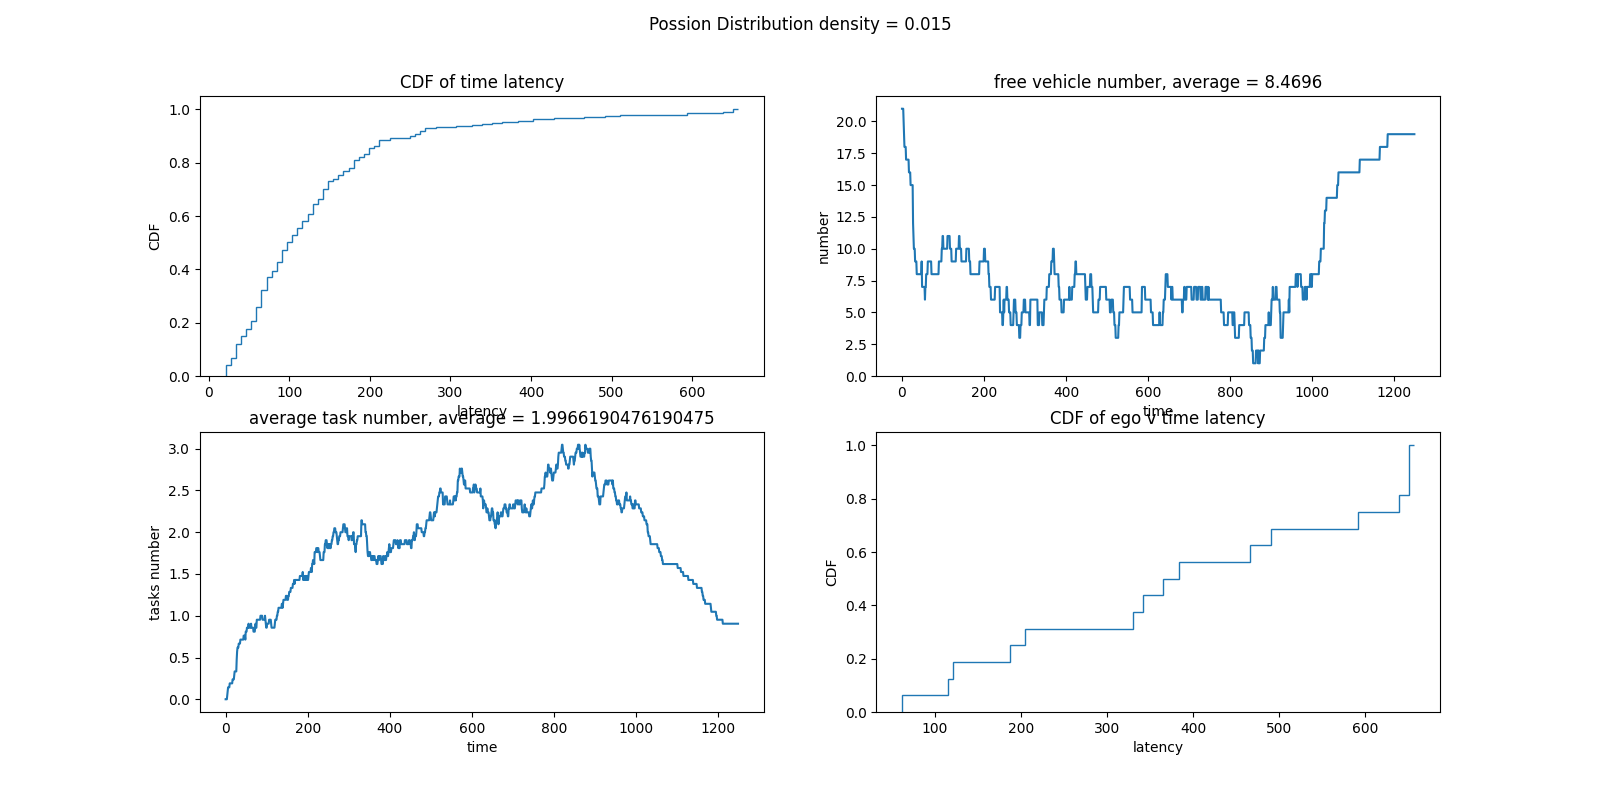 Possion Distribution density = 0.015
CDF of time latency
1.0
0.8
0.6
0.4
0.2
0.0
CDF
0 100 200 300 400 500 600
latency
free vehicle number, average = 8.4696
20.0
17.5
15.0
12.5
10.0
7.5
5.0
2.5
0.0
number
0 200 400 600 800 1000 1200
time
average task number, average = 1.9966190476190475
3.0
2.5
2.0
1.5
1.0
0.5
0.0
tasks number
0 200 400 600 800 1000 1200
time
CDF of ego v time latency
1.0
0.8
0.6
0.4
0.2
0.0
CDF
100 200 300 400 500 600
latency